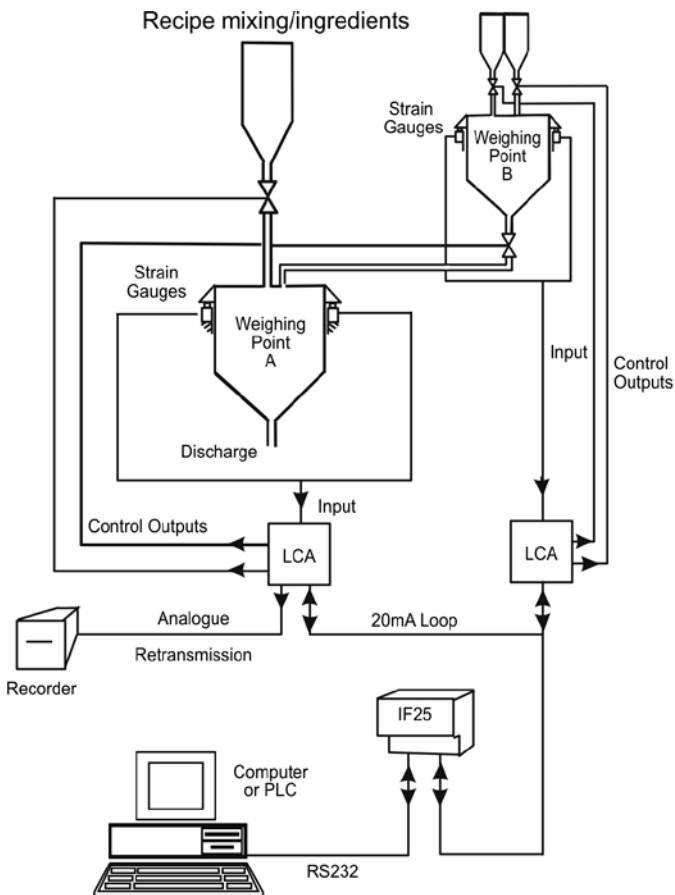 Recipe mixing/ingredients
Strain
Gauges
Weighing
Point
B
Strain
Gauges
Weighing
Point
A
Input
Control
Outputs
Discharge
Input
Control Outputs
LCA
LCA
Analogue
20mA Loop
Retransmission
Recorder
IF25
Computer
or PLC
RS232